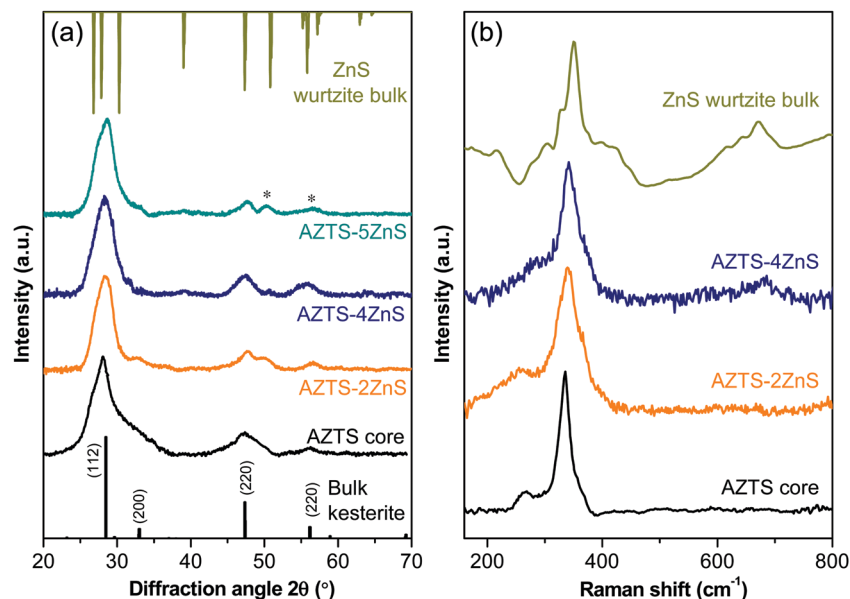 (a)
ZnS
wurtzite bulk
*
*
AZTS-5ZnS
AZTS-4ZnS
AZTS-2ZnS
AZTS core
(112)
(200)
(220)
(220)
Bulk
kesterite
20 30 40 50 60 70
Diffraction angle 2θ (°)
Intensity (a.u.)
(b)
ZnS wurtzite bulk
AZTS-4ZnS
AZTS-2ZnS
AZTS core
200 400 600 800
Raman shift (cm-1)
Intensity (a.u.)